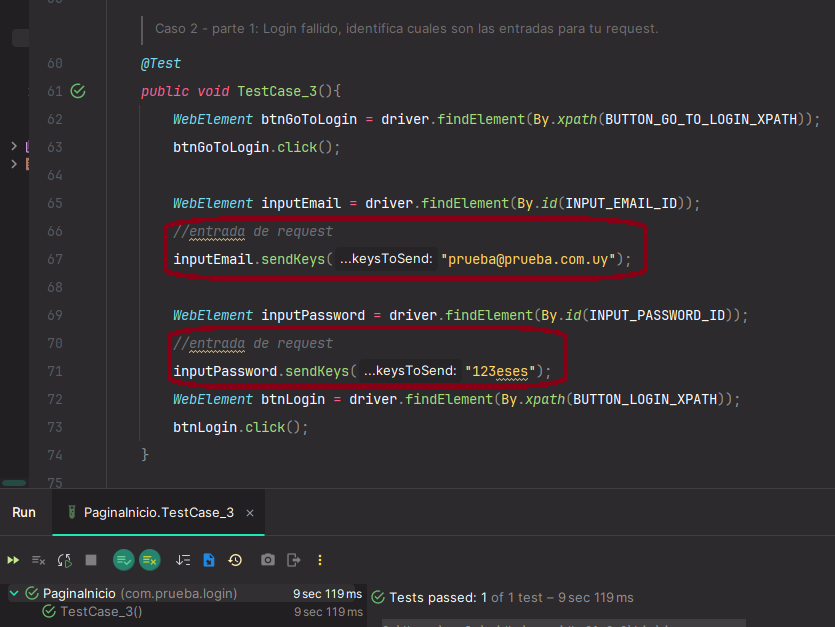 Caso 2 - parte 1: Login fallido, identifica cuales son las entradas para tu request.
60 @Test
61 public void TestCase_3(){
62 WebElement btnGoToLogin = driver.findElement(By.xpath(BUTTON_GO_TO_LOGIN_XPATH));
63 btnGoToLogin.click();
64
65 WebElement inputEmail = driver.findElement(By.id(INPUT_EMAIL_ID));
66 //entrada de request
67 inputEmail.sendKeys( ...keysToSend: "prueba@prueba.com.uy");
68
69 WebElement inputPassword = driver.findElement(By.id(INPUT_PASSWORD_ID));
70 //entrada de request
71 inputPassword.sendKeys( ...keysToSend: "123eses");
72 WebElement btnLogin = driver.findElement(By.xpath(BUTTON_LOGIN_XPATH));
73 btnLogin.click();
74 }
75
Run PaginaInicio.TestCase_3 ×
PaginaInicio (com.prueba.login) 9 sec 119 ms
Tests passed: 1 of 1 test – 9 sec 119 ms
TestCase_3() 9 sec 119 ms